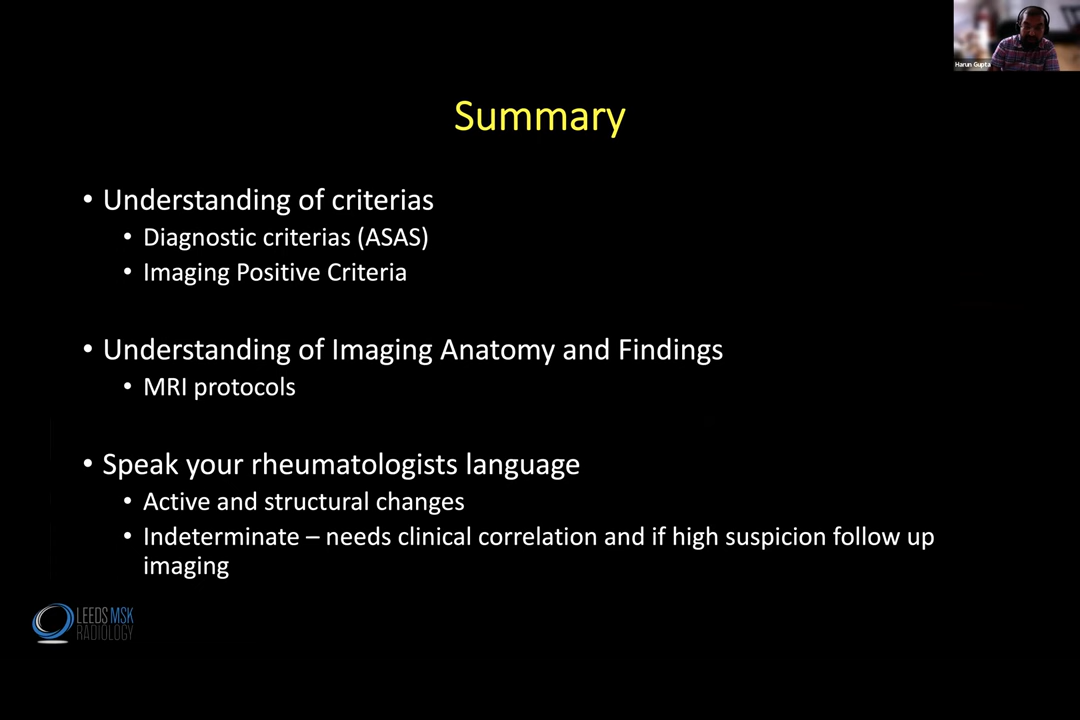 Harun Gupta
Summary
• Understanding of criterias
• Diagnostic criterias (ASAS)
• Imaging Positive Criteria
• Understanding of Imaging Anatomy and Findings
• MRI protocols
• Speak your rheumatologists language
• Active and structural changes
• Indeterminate – needs clinical correlation and if high suspicion follow up
imaging
LEEDS MSK
RADIOLOGY